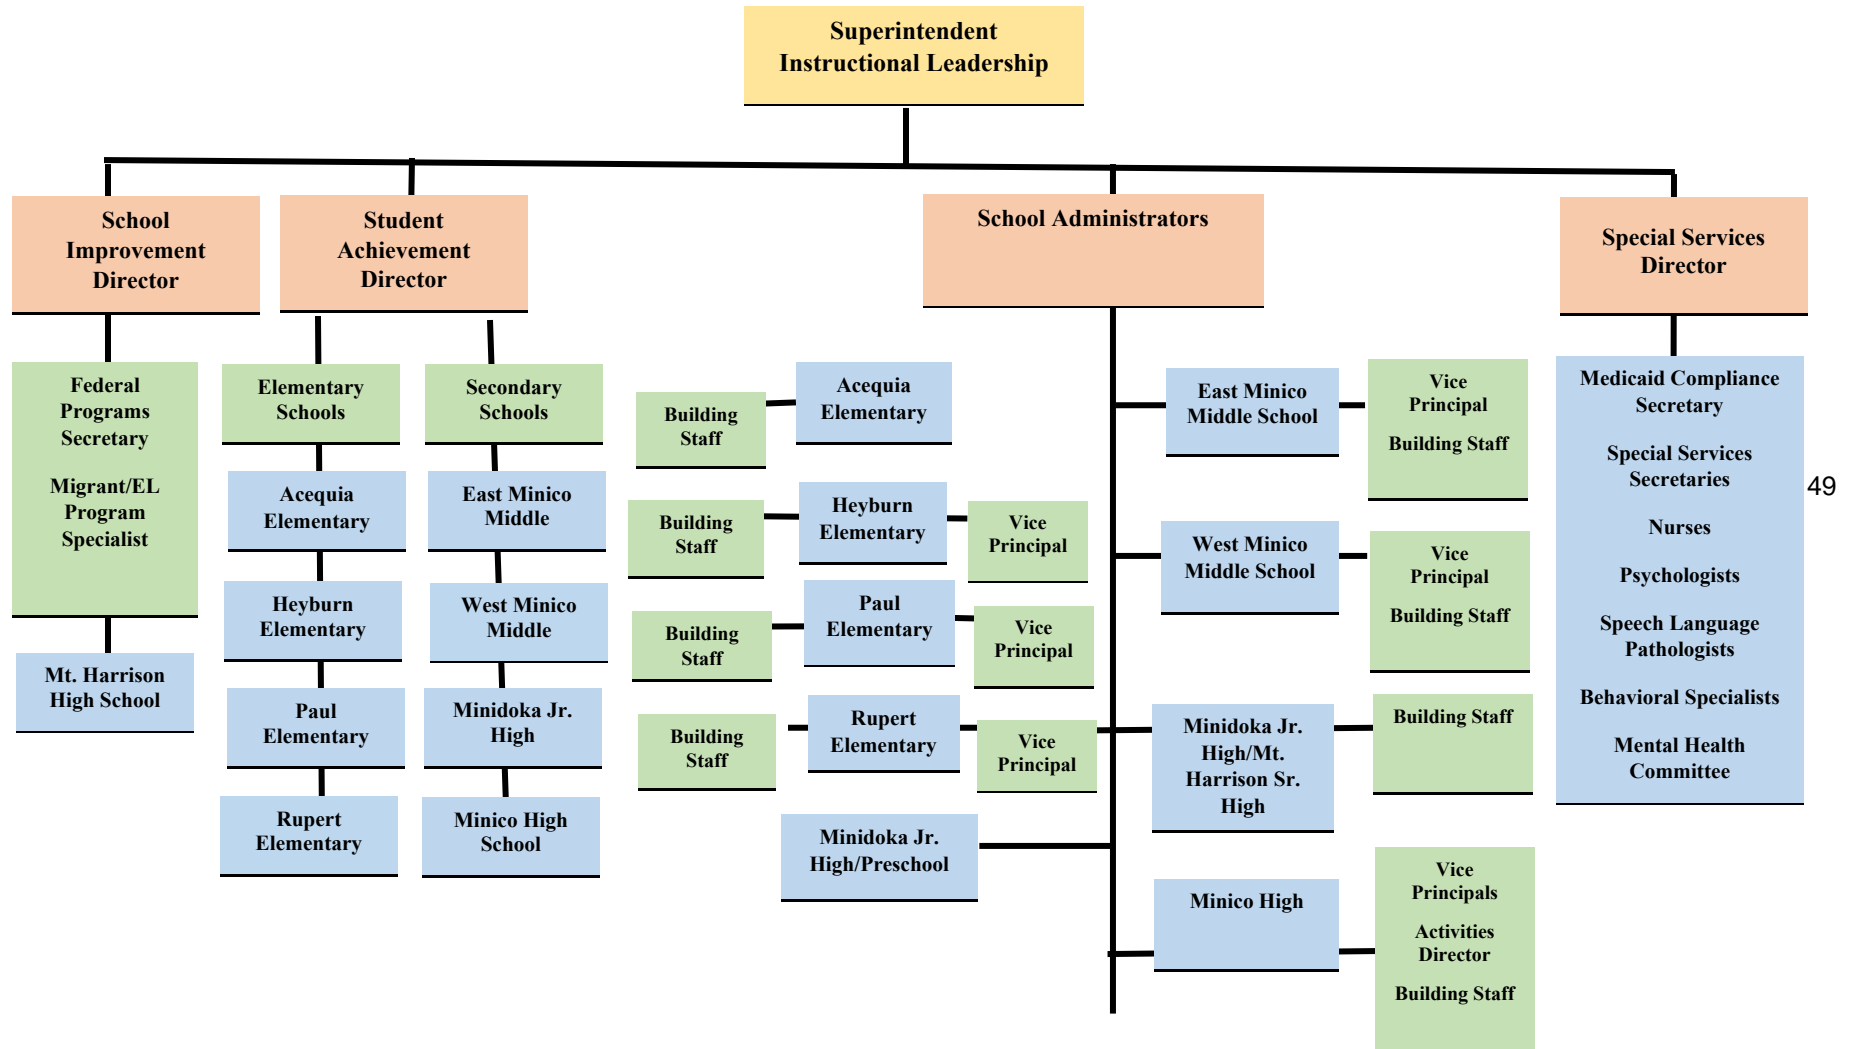 Superintendent
Instructional Leadership
School
Improvement
Director
Student
Achievement
Director
School Administrators
Special Services
Director
Federal
Programs
Secretary
Migrant/EL
Program
Specialist
Mt. Harrison
High School
Elementary
Schools
Acequia
Elementary
Heyburn
Elementary
Paul
Elementary
Rupert
Elementary
Secondary
Schools
East Minico
Middle
West Minico
Middle
Minidoka Jr.
High
Minico High
School
Building
Staff
Acequia
Elementary
Building
Staff
Heyburn
Elementary
Vice
Principal
Building
Staff
Paul
Elementary
Vice
Principal
Building
Staff
Rupert
Elementary
Vice
Principal
Minidoka Jr.
High/Preschool
East Minico
Middle School
Vice
Principal
Building Staff
West Minico
Middle School
Vice
Principal
Building Staff
Minidoka Jr.
High/Mt.
Harrison Sr.
High
Building Staff
Minico High
Vice
Principals
Activities
Director
Building Staff
Medicaid Compliance
Secretary
Special Services
Secretaries
Nurses
Psychologists
Speech Language
Pathologists
Behavioral Specialists
Mental Health
Committee
49